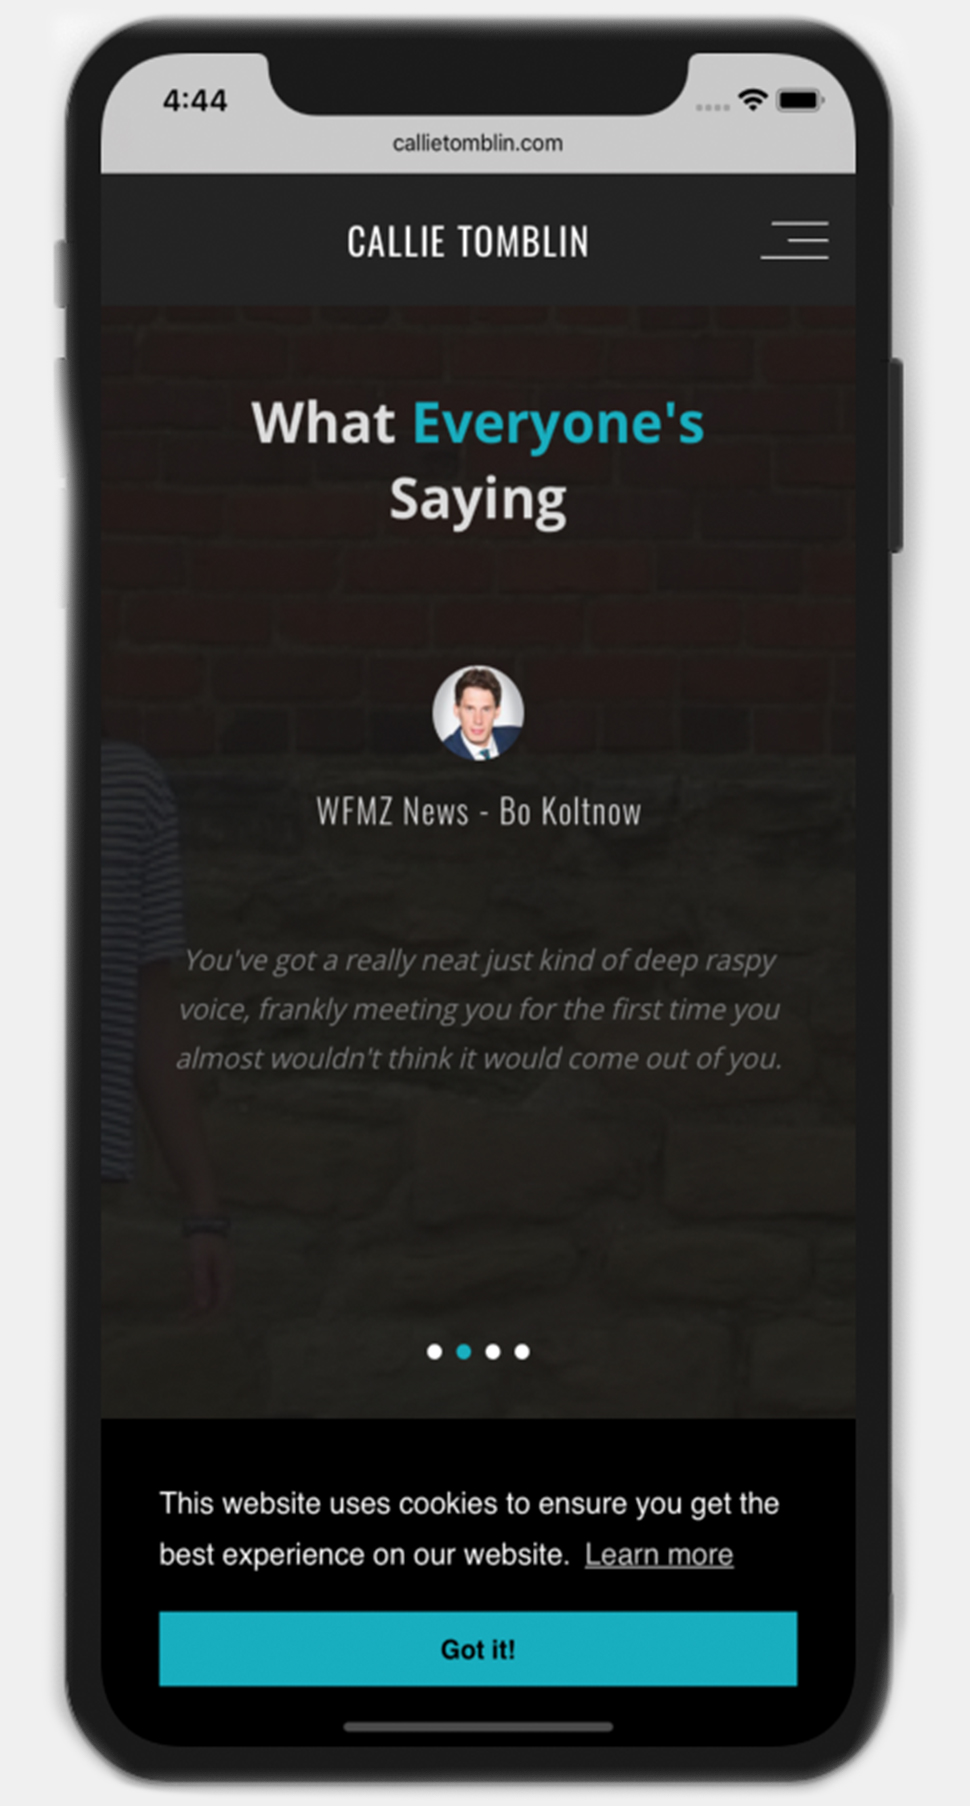 4:44
callietomblin.com
CALLIE TOMBLIN
What Everyone's
Saying
WFMZ News - Bo Koltnow
You've got a really neat just kind of deep raspy
voice, frankly meeting you for the first time you
almost wouldn't think it would come out of you.
This website uses cookies to ensure you get the
best experience on our website. Learn more
Got it!